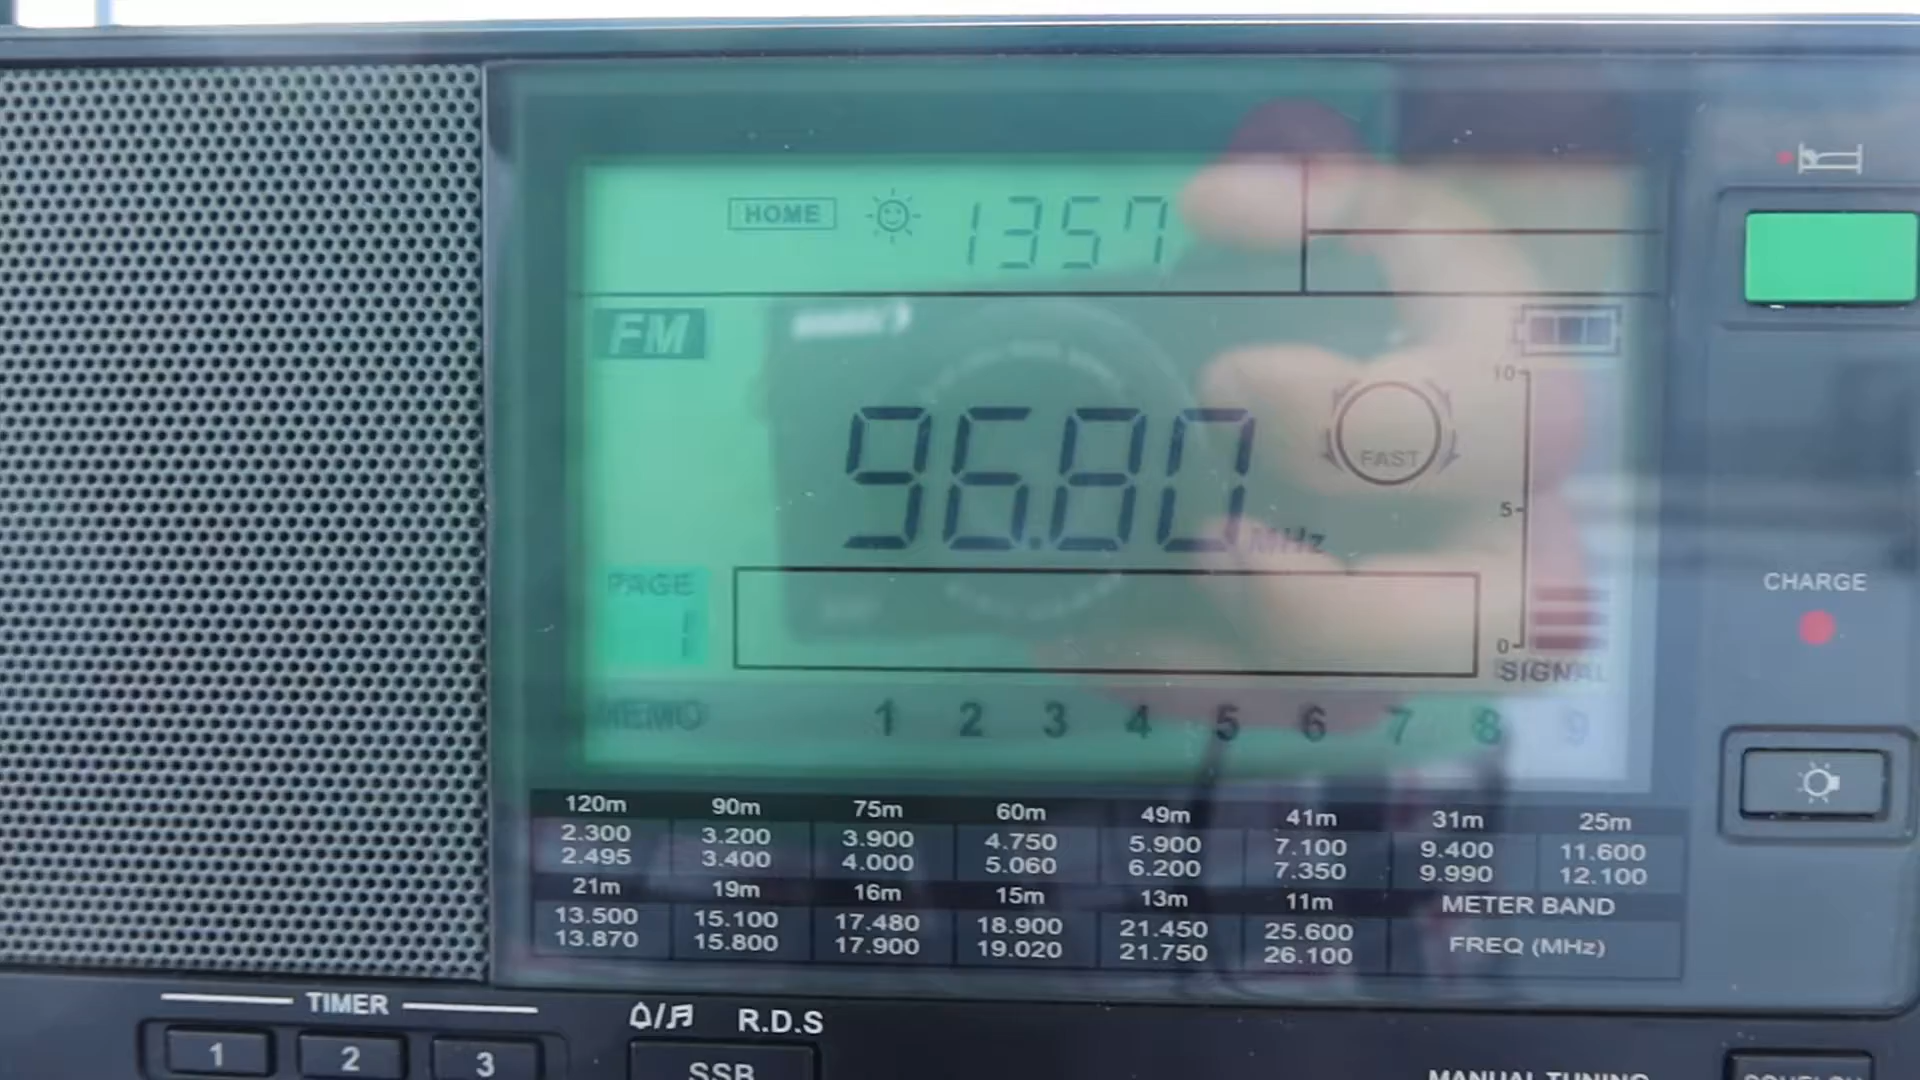 HOME 1357
FM
10
96.80 MHz
FAST
5
PAGE
1
0
SIGNAL
MEMO 1 2 3 4 5 6 7 8 9
CHARGE
120m 90m 75m 60m 49m 41m 31m 25m
2.300 3.200 3.900 4.750 5.900 7.100 9.400 11.600
2.495 3.400 4.000 5.060 6.200 7.350 9.990 12.100
21m 19m 16m 15m 13m 11m METER BAND
13.500 15.100 17.480 18.900 21.450 25.600 FREQ (MHz)
13.870 15.800 17.900 19.020 21.750 26.100
TIMER
R.D.S
1 2 3
SSB
MANUAL TUNING